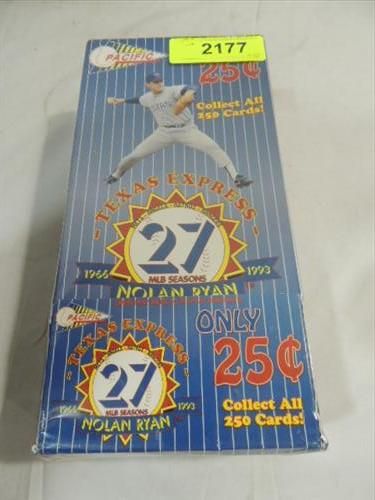 PACIFIC
2177
25¢
Collect All
250 Cards!
-TEXAS EXPRESS-
27
1966
MLB SEASONS
1993
NOLAN RYAN
PACIFIC
ONLY
25¢
-TEXAS EXPRESS-
27
1966
MLB SEASONS
1993
NOLAN RYAN
Collect All
250 Cards!